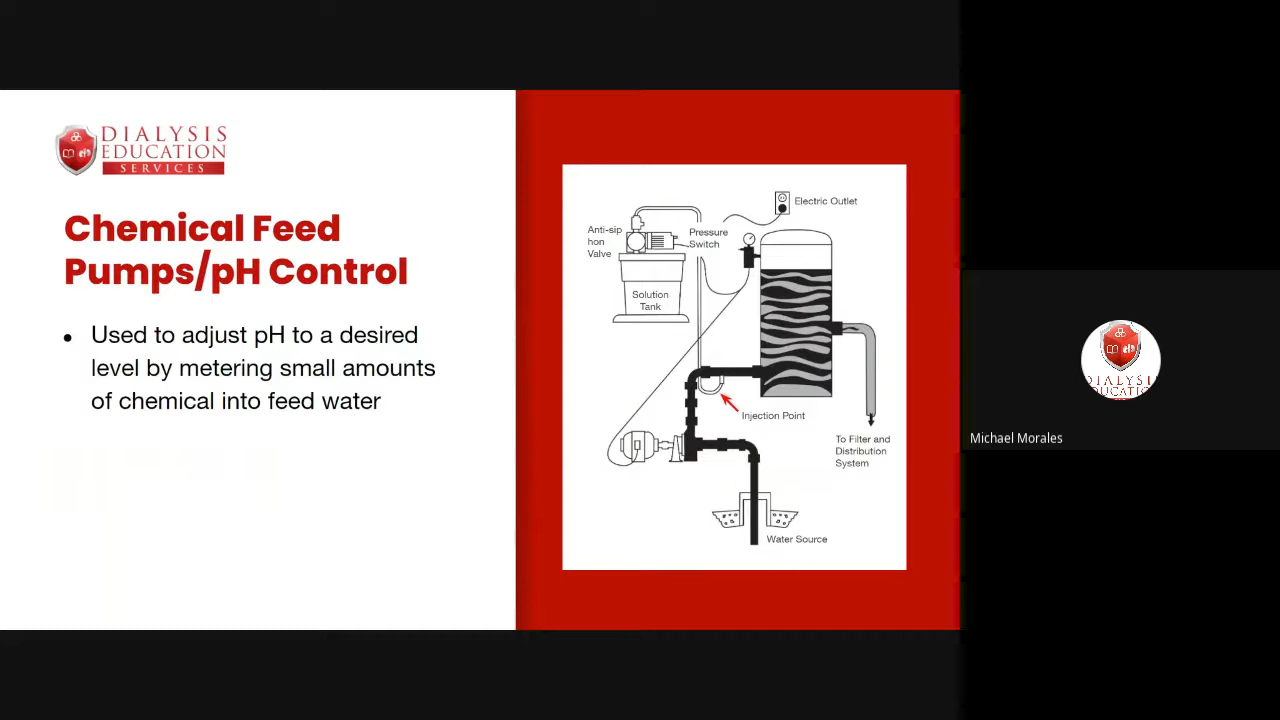 DIALYSIS
EDUCATION
SERVICES
Chemical Feed
Pumps/pH Control
• Used to adjust pH to a desired
level by metering small amounts
of chemical into feed water
Electric Outlet
Anti-sip
hon
Valve
Pressure
Switch
Solution
Tank
Injection Point
To Filter and
Distribution
System
Water Source
DIALYSIS
EDUCATION
Michael Morales